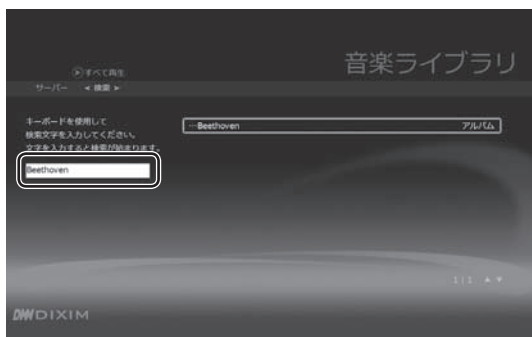 音楽ライブラリ
すべて再生
サーバー < 検索 >
キーボードを使用して
検索文字を入力してください。
文字を入力すると検索が始まります。
Beethoven
…Beethoven アルバム
1|1 ▲▼
DIXIM